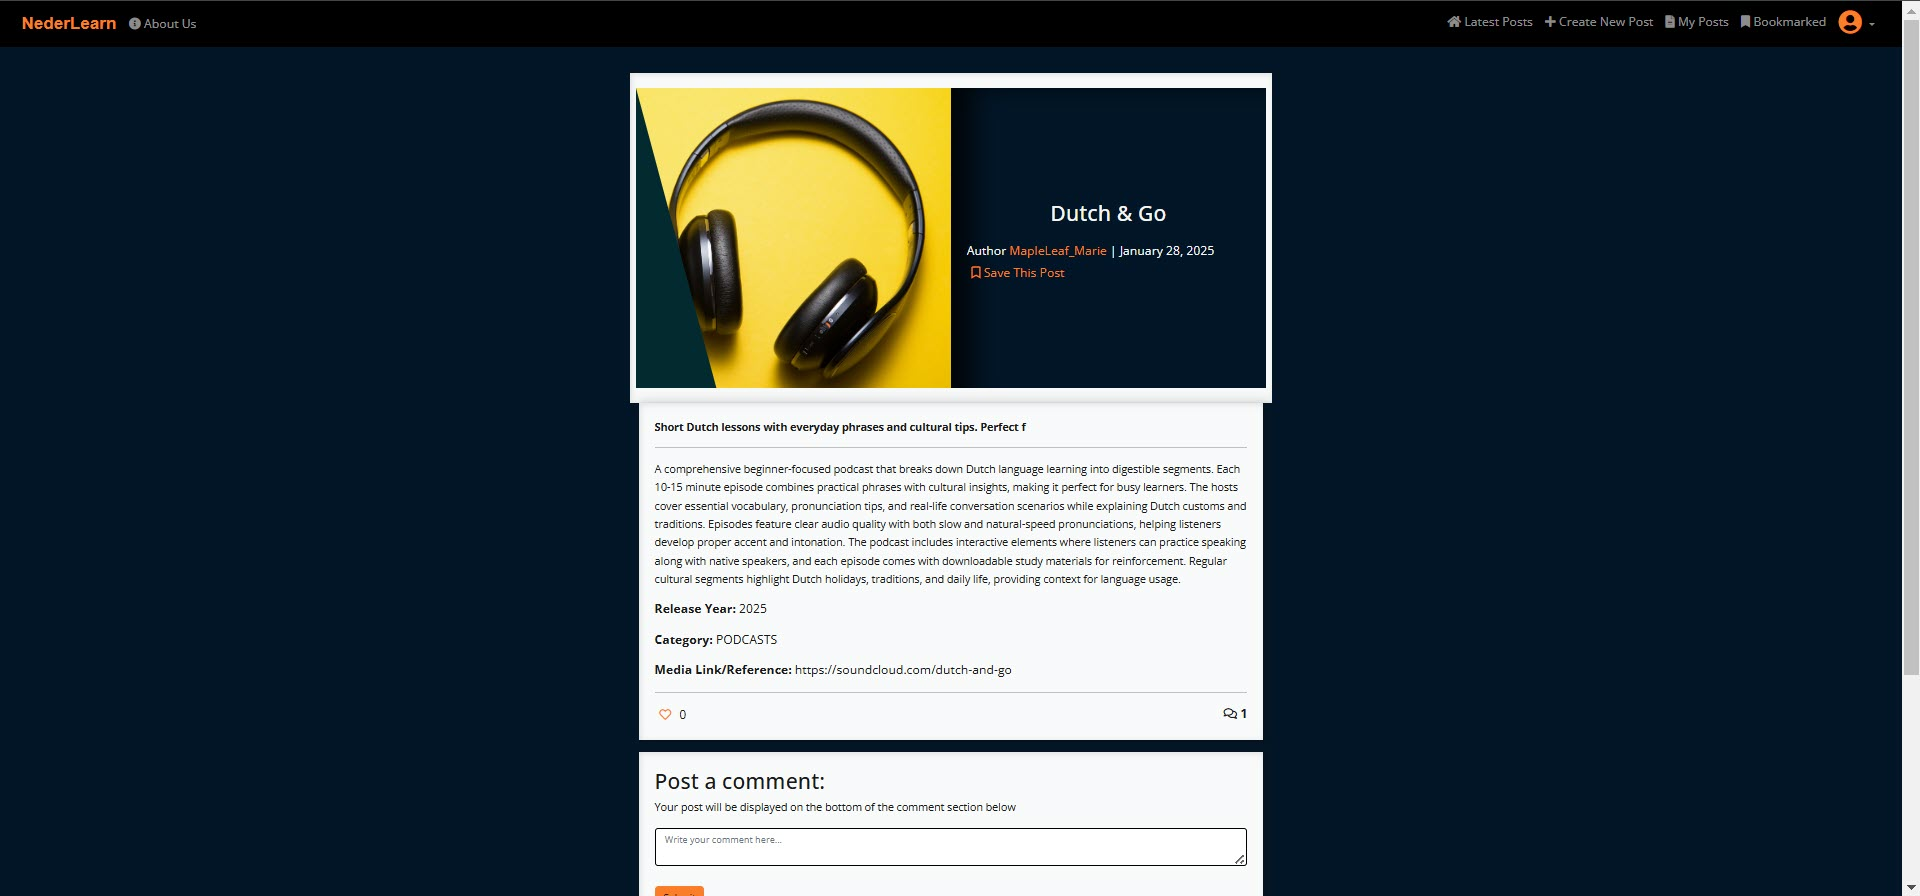 NederLearn About Us Latest Posts Create New Post My Posts Bookmarked
Dutch & Go
Author MapleLeaf_Marie | January 28, 2025
Save This Post
Short Dutch lessons with everyday phrases and cultural tips. Perfect f
A comprehensive beginner-focused podcast that breaks down Dutch language learning into digestible segments. Each
10-15 minute episode combines practical phrases with cultural insights, making it perfect for busy learners. The hosts
cover essential vocabulary, pronunciation tips, and real-life conversation scenarios while explaining Dutch customs and
traditions. Episodes feature clear audio quality with both slow and natural-speed pronunciations, helping listeners
develop proper accent and intonation. The podcast includes interactive elements where listeners can practice speaking
along with native speakers, and each episode comes with downloadable study materials for reinforcement. Regular
cultural segments highlight Dutch holidays, traditions, and daily life, providing context for language usage.
Release Year: 2025
Category: PODCASTS
Media Link/Reference: https://soundcloud.com/dutch-and-go
0 1
Post a comment:
Your post will be displayed on the bottom of the comment section below
Write your comment here...